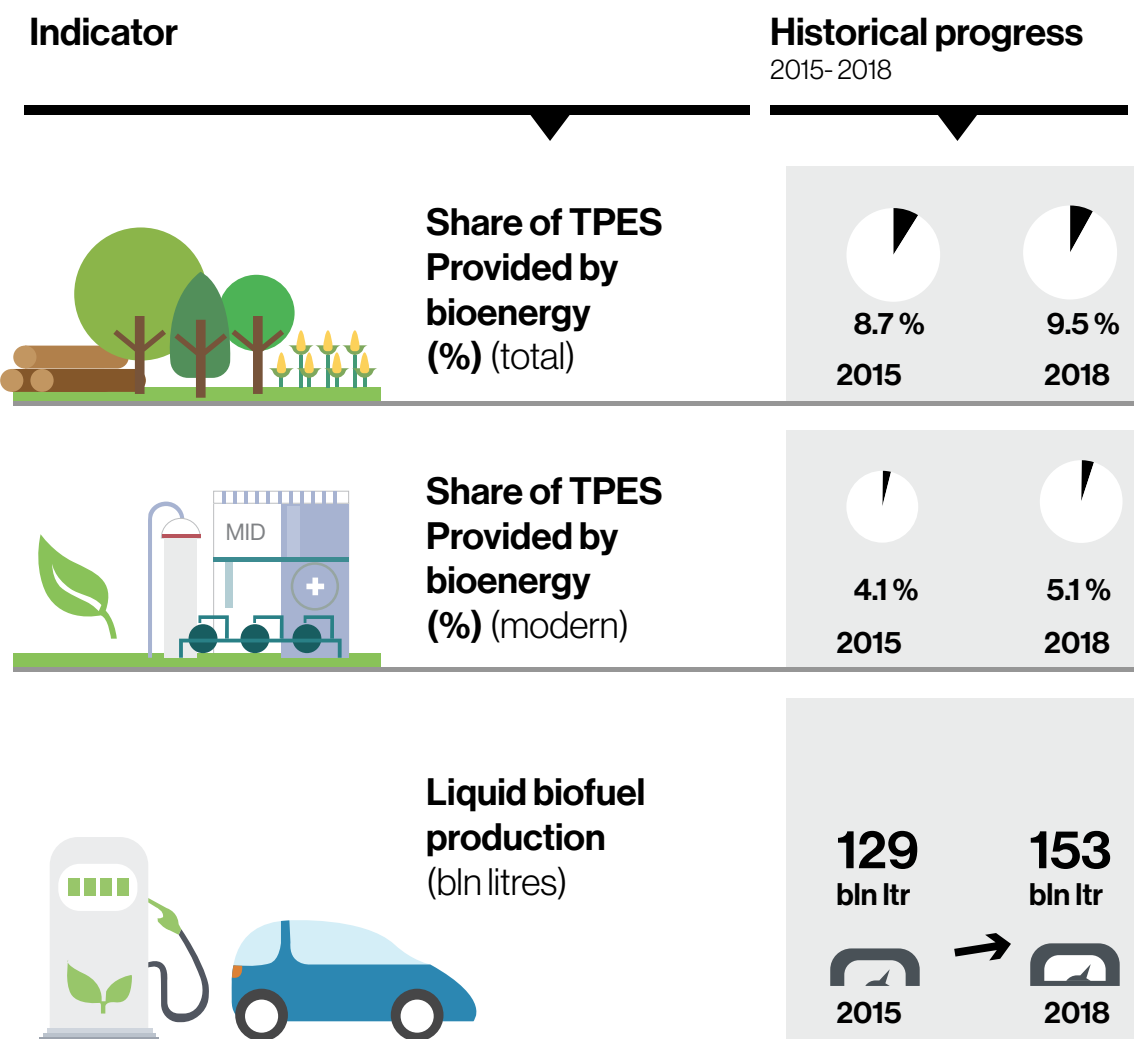 Indicator
Historical progress
2015- 2018
Share of TPES
Provided by
bioenergy
(%) (total)
8.7 %
9.5 %
2015
2018
MID
Share of TPES
Provided by
bioenergy
(%) (modern)
4.1 %
5.1 %
2015
2018
Liquid biofuel
production
(bln litres)
129
153
bln ltr
bln ltr
2015
2018